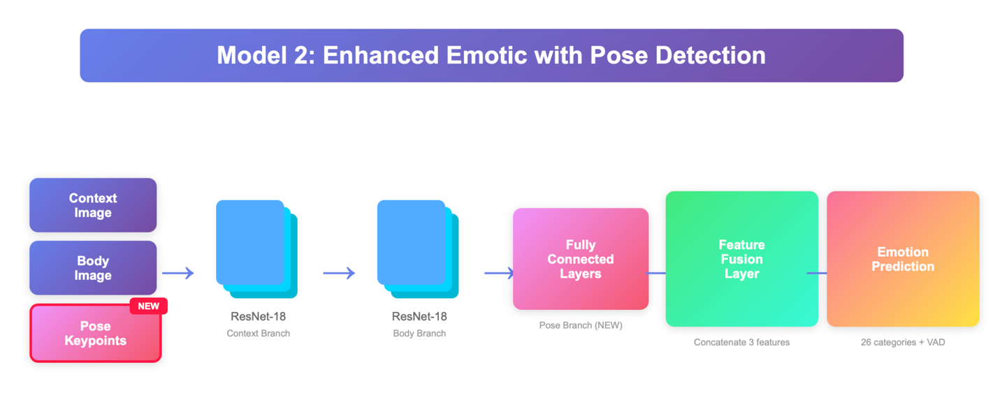 Model 2: Enhanced Emotic with Pose Detection
Context
Image
Body
Image
NEW
Pose
Keypoints
ResNet-18
Context Branch
ResNet-18
Body Branch
Fully
Connected
Layers
Pose Branch (NEW)
Feature
Fusion
Layer
Concatenate 3 features
Emotion
Prediction
26 categories + VAD